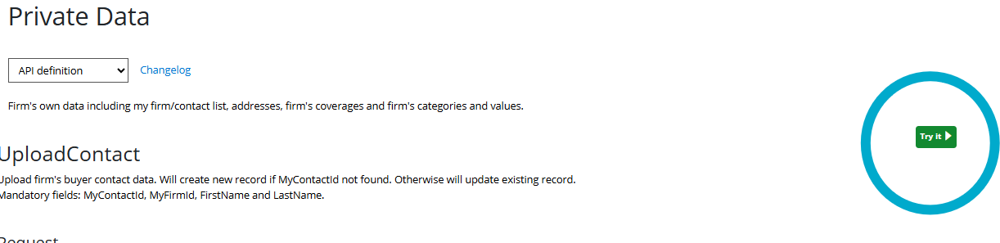 Private Data
API definition
Changelog
Firm's own data including my firm/contact list, addresses, firm's coverages and firm's categories and values.
Try it
UploadContact
Upload firm's buyer contact data. Will create new record if MyContactId not found. Otherwise will update existing record.
Mandatory fields: MyContactId, MyFirmId, FirstName and LastName.
Request